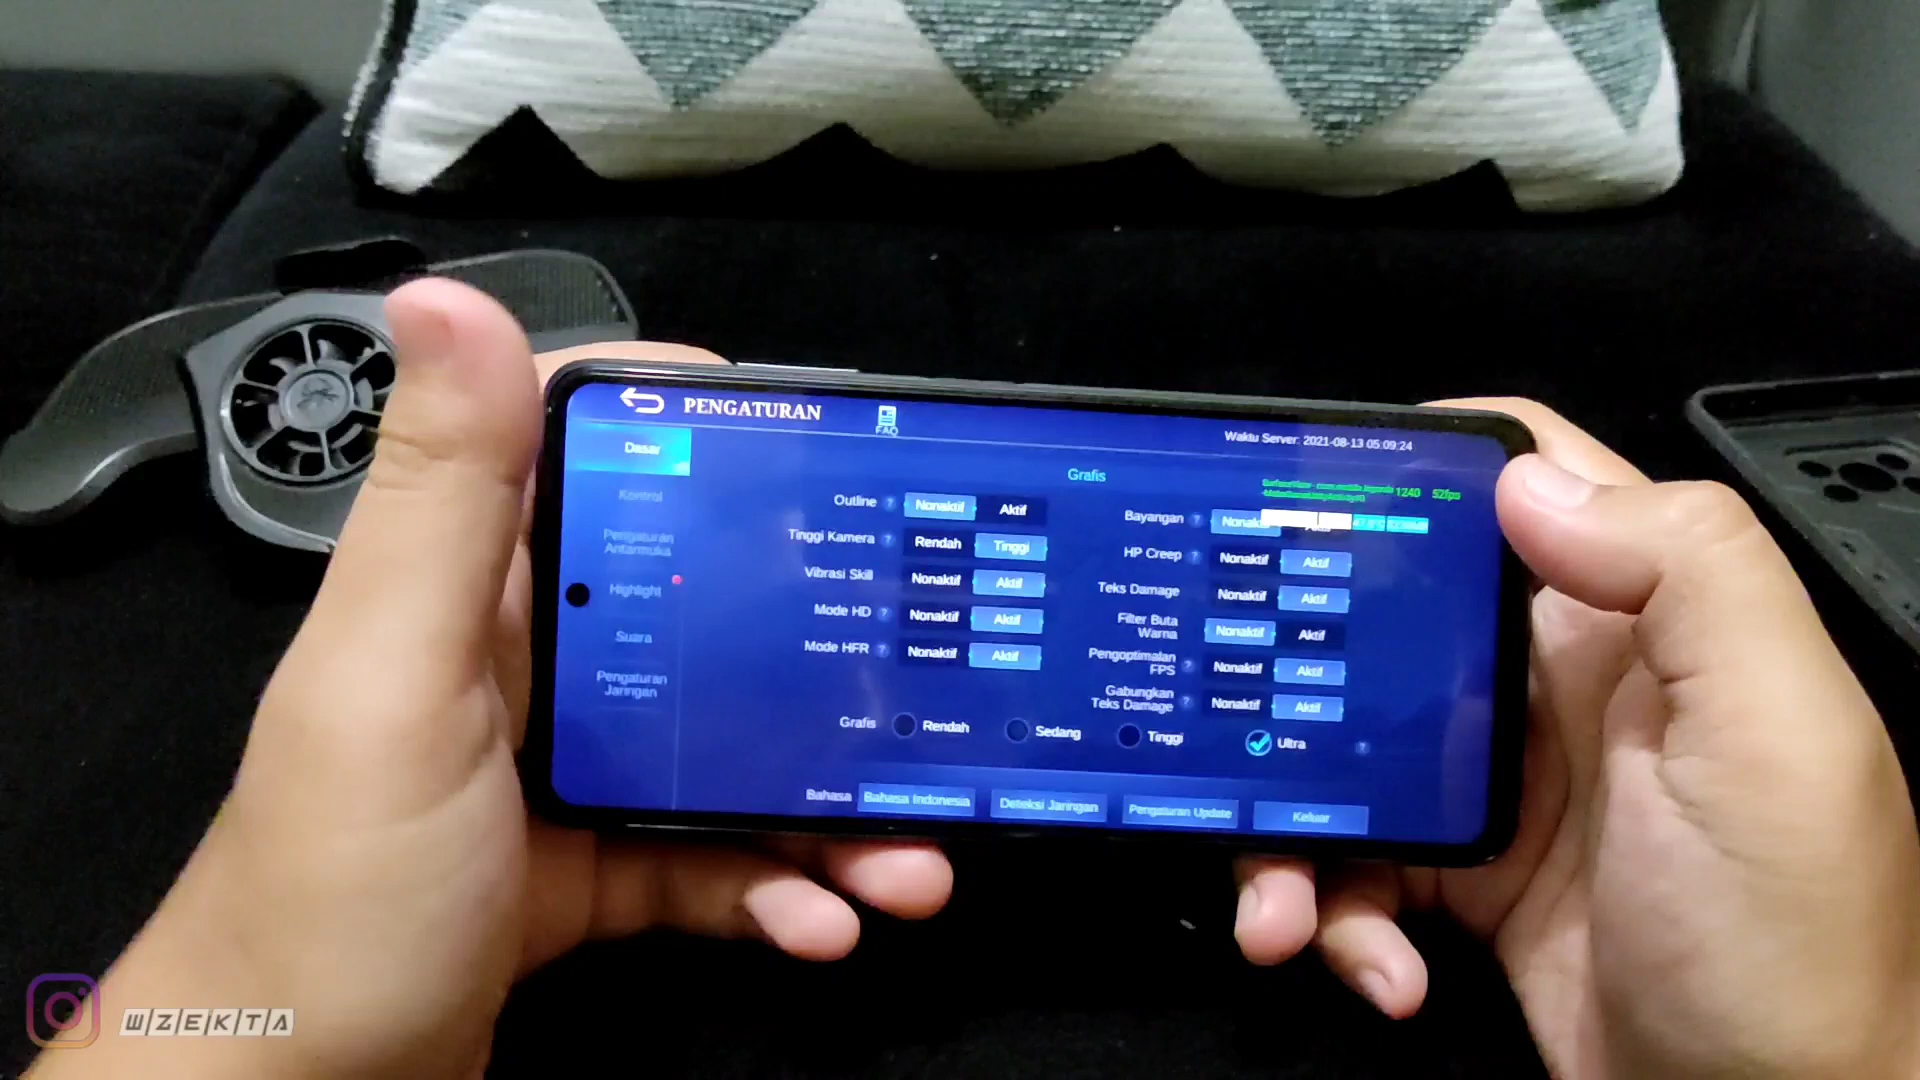 PENGATURAN
FAQ
Waktu Server: 2021-08-13 05:09:24
Dasar
Kontrol
Pengaturan
Antarmuka
Highlight
Suara
Pengaturan
Jaringan
Grafis
1240 52fps
Outline ? Nonaktif Aktif
Tinggi Kamera ? Rendah Tinggi
Vibrasi Skill Nonaktif Aktif
Mode HD ? Nonaktif Aktif
Mode HFR ? Nonaktif Aktif
Bayangan ?
HP Creep ? Nonaktif Aktif
Teks Damage Nonaktif Aktif
Filter Buta
Warna Nonaktif Aktif
Pengoptimalan
FPS ? Nonaktif Aktif
Gabungkan
Teks Damage ? Nonaktif Aktif
Grafis Rendah Sedang Tinggi Ultra ?
Bahasa Bahasa Indonesia Deteksi Jaringan Pengaturan Update Keluar
WZEKTA